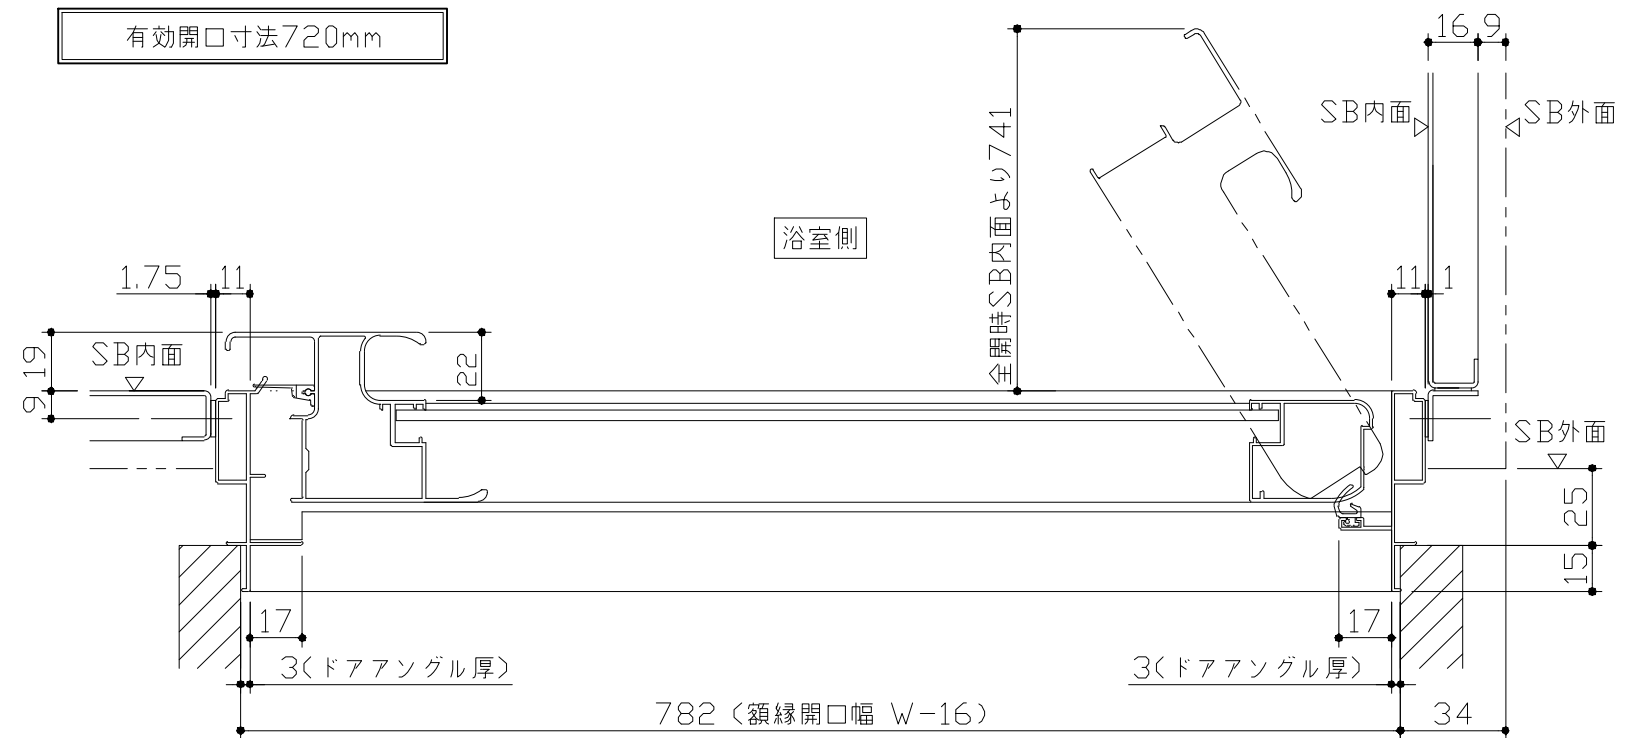 有効開口寸法720mm
16 9
SB内面
SB外面
全開時SB内面より741
浴室側
1.75 11
11 1
19
SB内面
22
9
SB外面
25
15
17
17
3(ドアアングル厚)
3(ドアアングル厚)
782 (額縁開口幅 W-16)
34